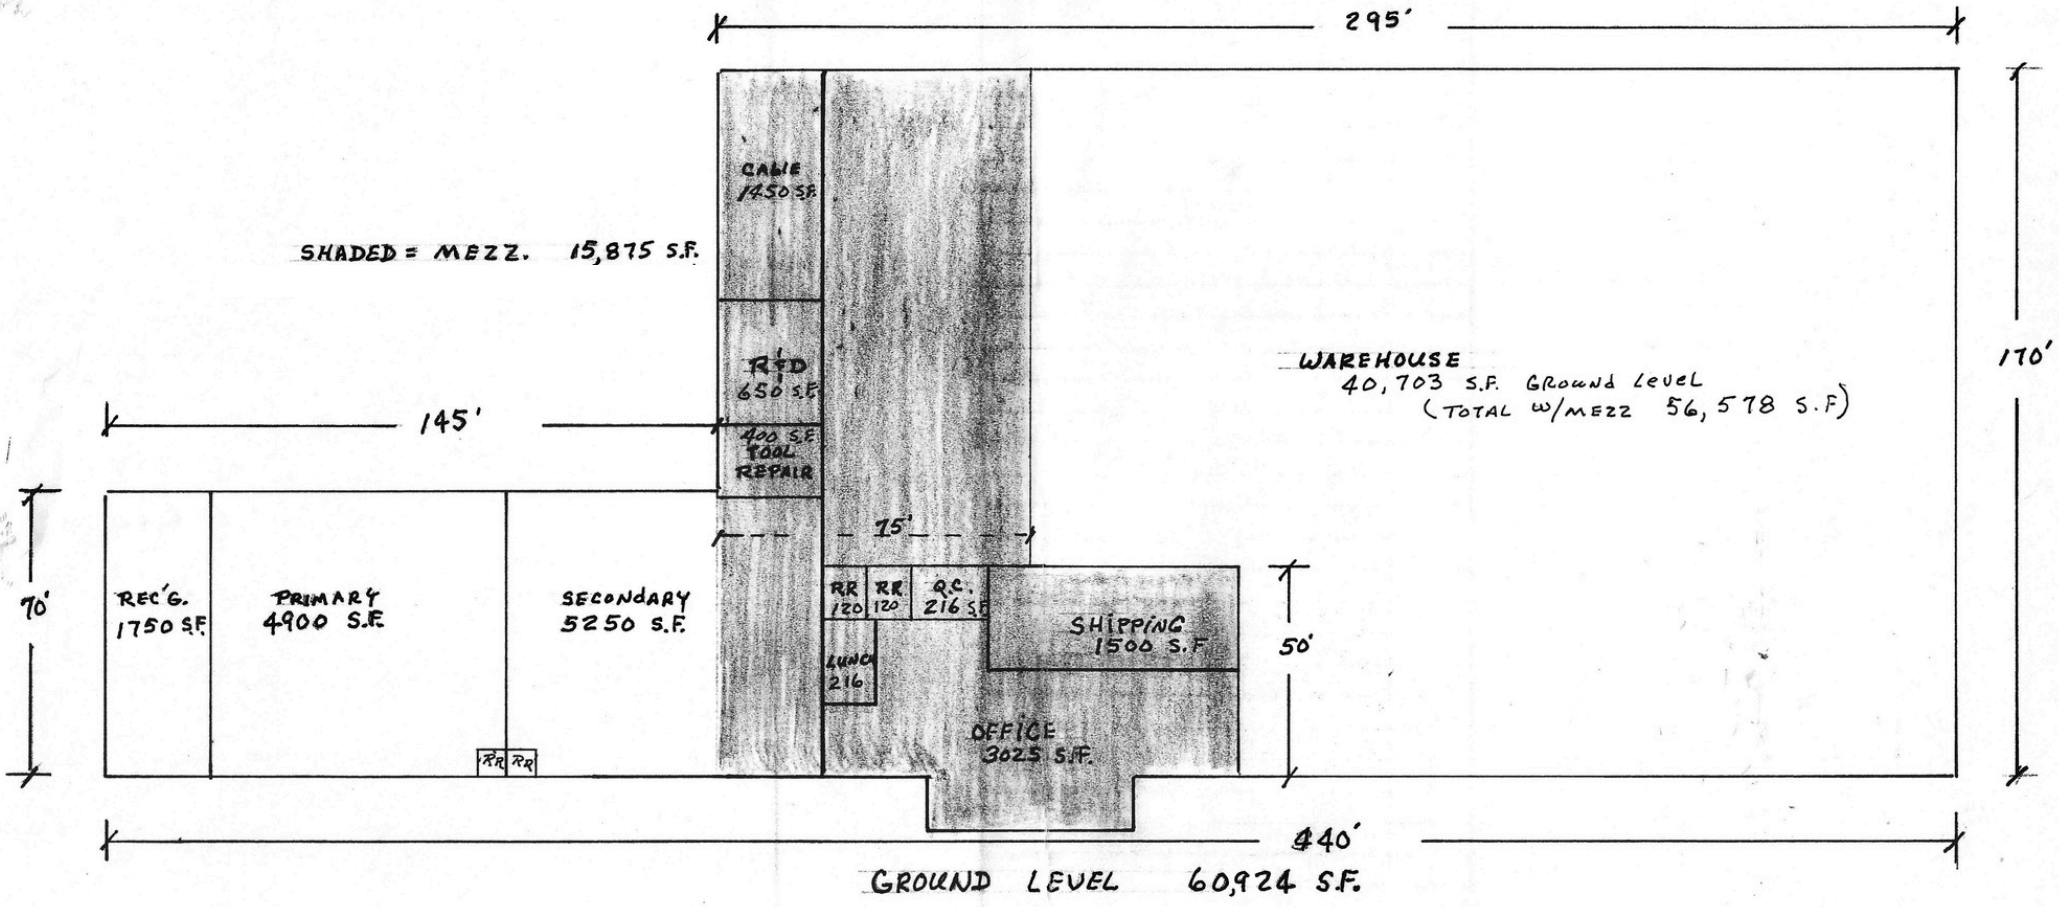 295'
CABLE
1450 S.F.
SHADED = MEZZ. 15,875 S.F.
R&D
650 S.F.
WAREHOUSE
40,703 S.F. GROUND LEVEL
(TOTAL W/MEZZ 56,578 S.F)
170'
145'
400 S.F.
TOOL
REPAIR
75'
70'
REC'G.
1750 S.F.
PRIMARY
4900 S.F.
SECONDARY
5250 S.F.
RR
120
RR
120
Q.C.
216 S.F
SHIPPING
1500 S.F
50'
LUNCH
216
OFFICE
3025 S.F.
RR
RR
440'
GROUND LEVEL 60,924 S.F.